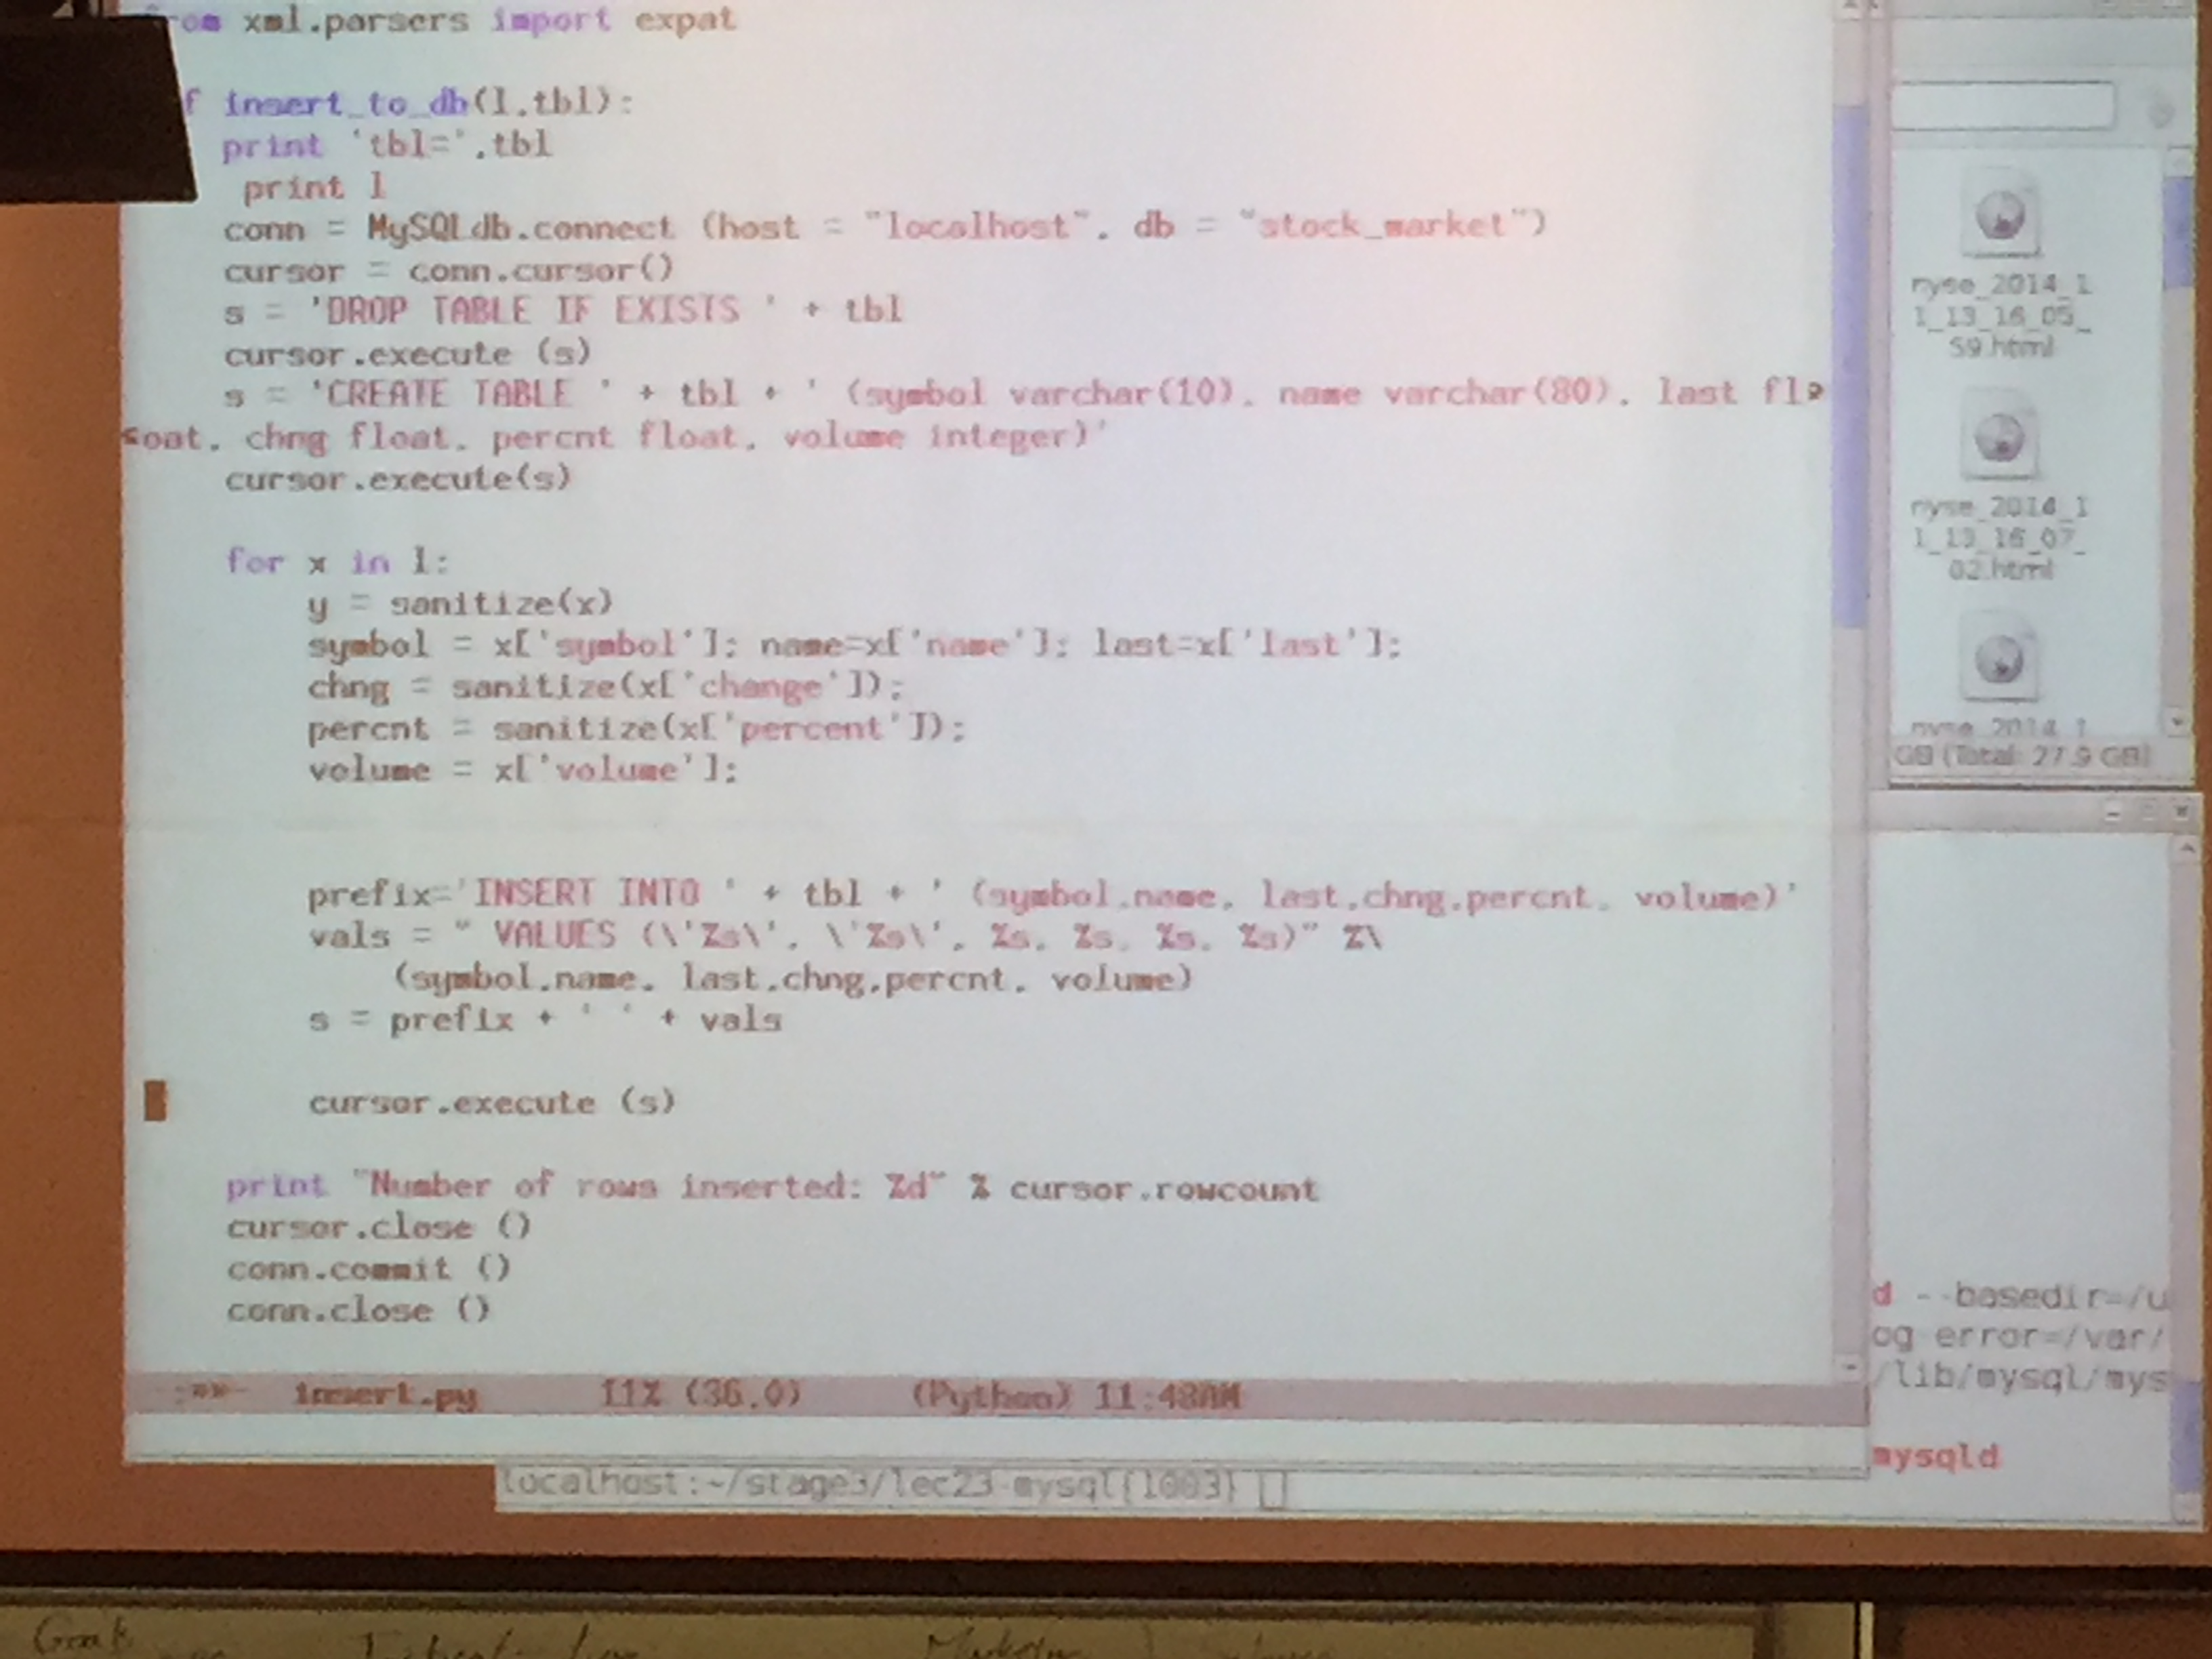 from xml.parsers import expat
f insert_to_db(l,tbl):
print 'tbl=',tbl
print l
conn = MySQLdb.connect (host = "localhost", db = "stock_market")
cursor = conn.cursor()
s = 'DROP TABLE IF EXISTS ' + tbl
cursor.execute (s)
s = 'CREATE TABLE ' + tbl + ' (symbol varchar(10), name varchar(80), last fl
oat, chng float, percnt float, volume integer)'
cursor.execute(s)
for x in l:
y = sanitize(x)
symbol = x['symbol']; name=x['name']; last=x['last'];
chng = sanitize(x['change']);
percnt = sanitize(x['percent']);
volume = x['volume'];
prefix='INSERT INTO ' + tbl + ' (symbol,name, last,chng,percnt, volume)'
vals = " VALUES (\'%s\', \'%s\', %s, %s, %s, %s)" %\
(symbol,name, last,chng,percnt, volume)
s = prefix + ' ' + vals
cursor.execute (s)
print "Number of rows inserted: %d" % cursor.rowcount
cursor.close ()
conn.commit ()
conn.close ()
insert.py 11% (36,0) (Python) 11:48AM
localhost:~/stage3/lec23-mysql{1003}
nyse_2014_1
1_13_16_05_
59.html
nyse_2014_1
1_13_16_07_
02.html
nyse_2014_1
GB (Total: 27.9 GB)
d --basedir=/u
og-error=/var/
/lib/mysql/mys
mysqld